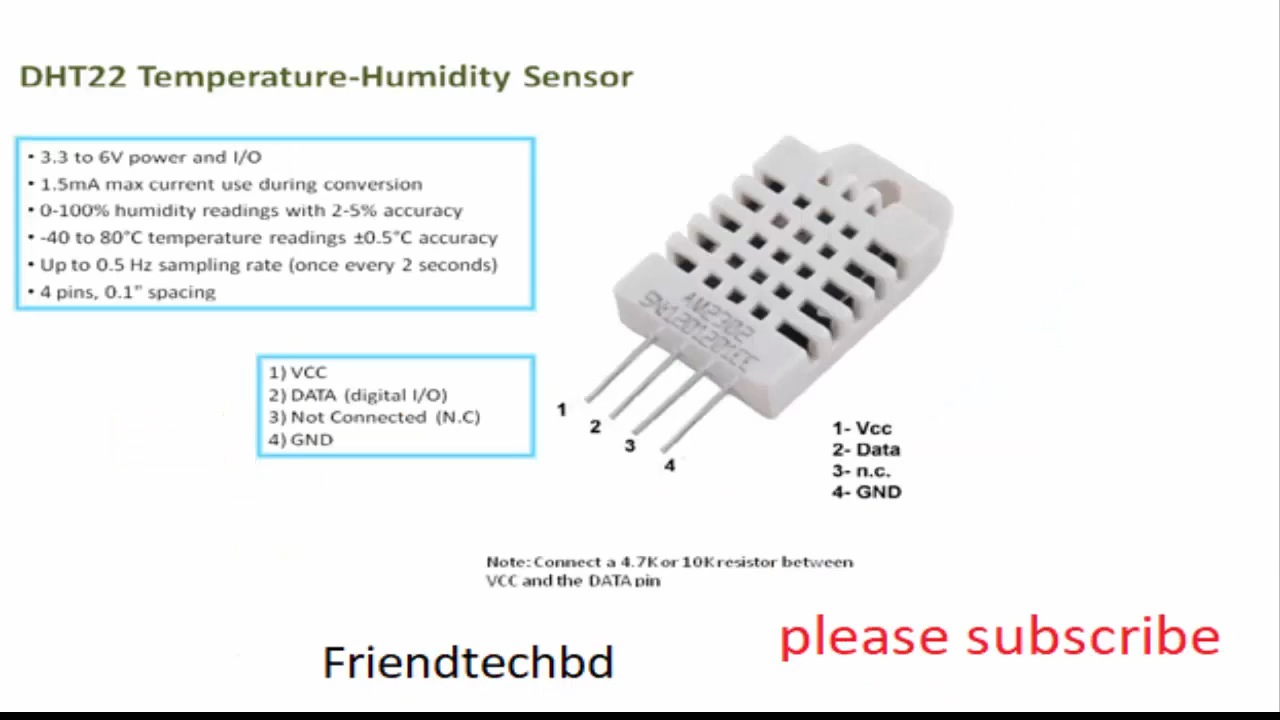 DHT22 Temperature-Humidity Sensor
• 3.3 to 6V power and I/O
• 1.5mA max current use during conversion
• 0-100% humidity readings with 2-5% accuracy
• -40 to 80°C temperature readings ±0.5°C accuracy
• Up to 0.5 Hz sampling rate (once every 2 seconds)
• 4 pins, 0.1" spacing
1) VCC
2) DATA (digital I/O)
3) Not Connected (N.C)
4) GND
AM2302
1
2
3
4
1- Vcc
2- Data
3- n.c.
4- GND
Note: Connect a 4.7K or 10K resistor between
VCC and the DATA pin
Friendtechbd
please subscribe